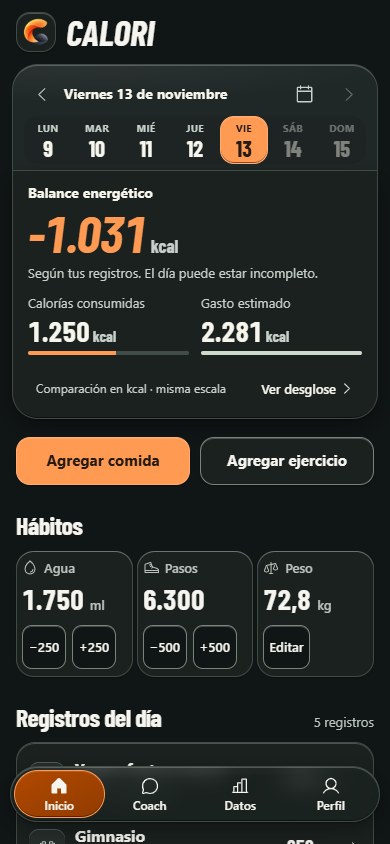 CALORI
Viernes 13 de noviembre
LUN MAR MIÉ JUE VIE SÁB DOM
9 10 11 12 13 14 15
Balance energético
-1.031 kcal
Según tus registros. El día puede estar incompleto.
Calorías consumidas Gasto estimado
1.250 kcal 2.281 kcal
Comparación en kcal · misma escala Ver desglose
Agregar comida Agregar ejercicio
Hábitos
Agua Pasos Peso
1.750 ml 6.300 72,8 kg
−250 +250 −500 +500 Editar
Registros del día 5 registros
Inicio Coach Datos Perfil
Gimnasio